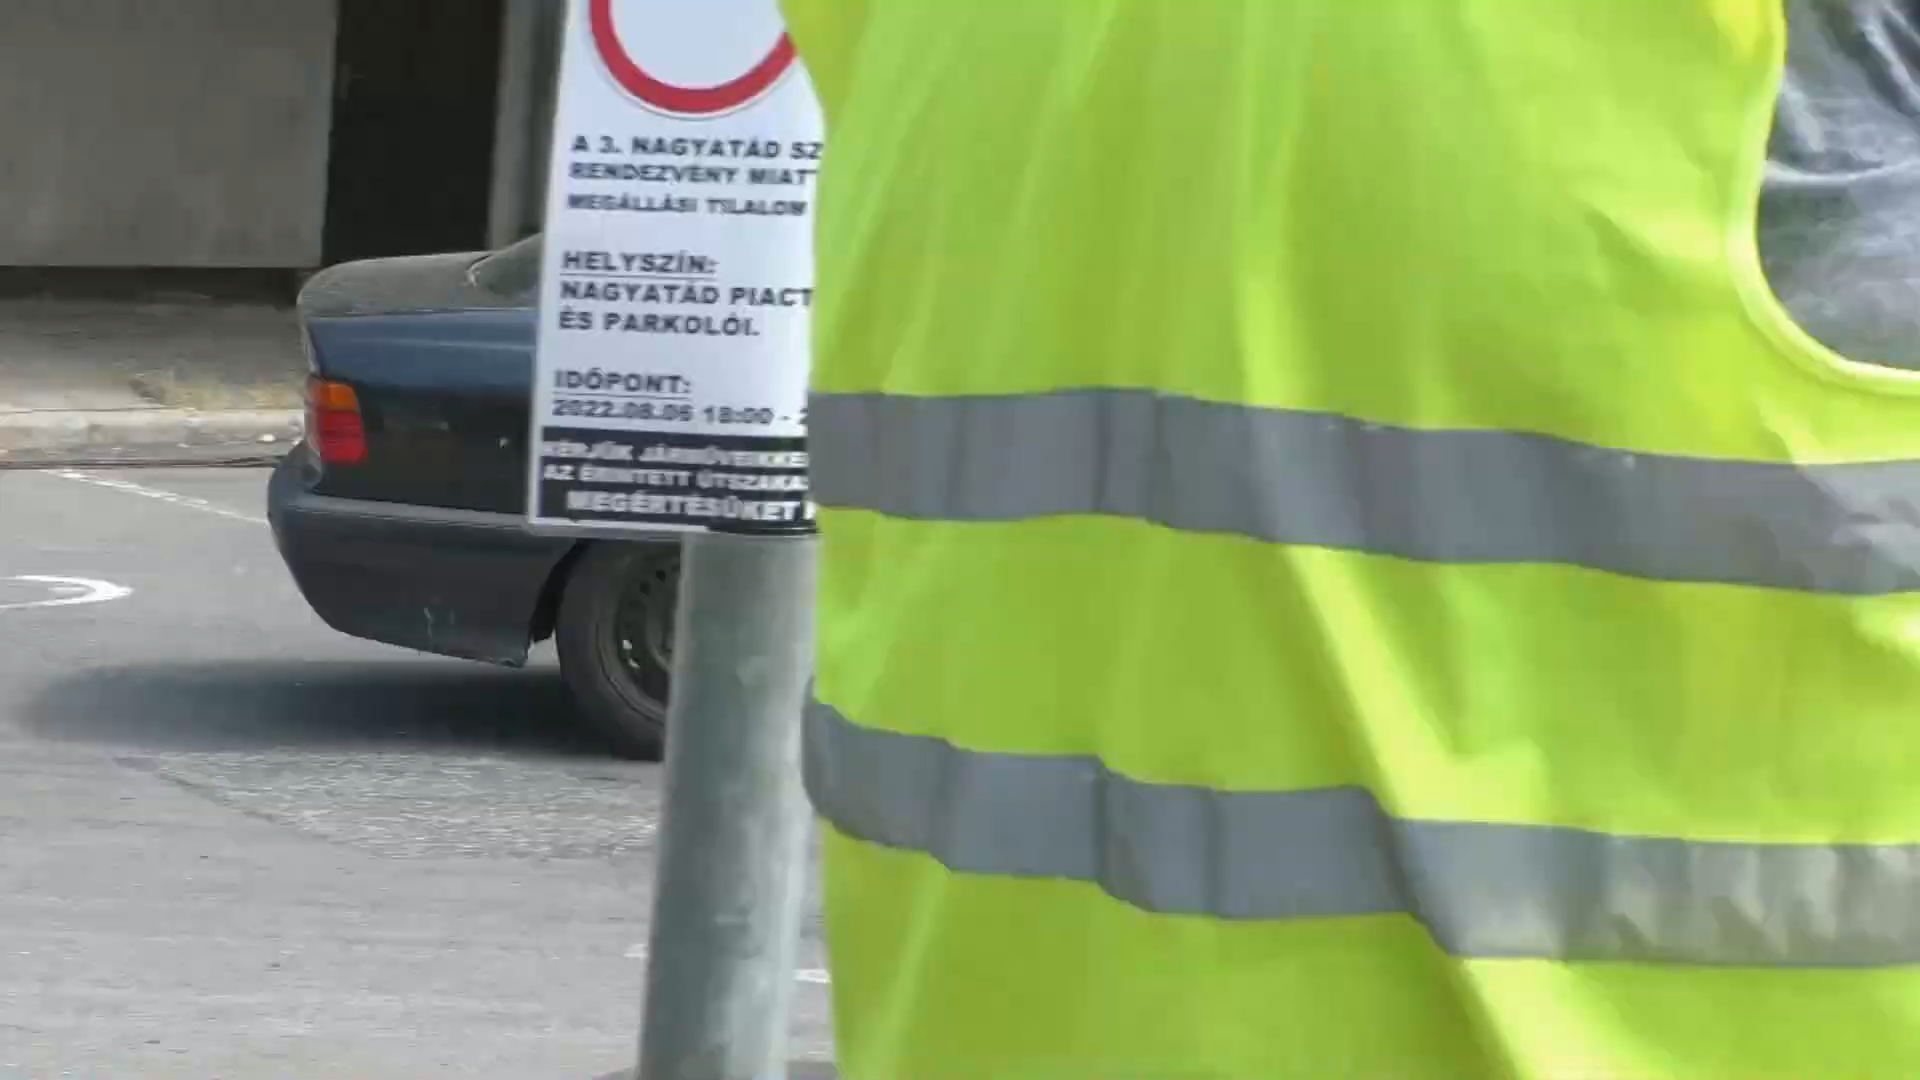 A 3. NAGYATÁD SZ
RENDEZVÉNY MIATT
MEGÁLLÁSI TILALOM
HELYSZÍN:
NAGYATÁD PIACT
ÉS PARKOLÓI.
IDŐPONT:
2022.08.06 18:00 - 2
KÉRJÜK JÁRMŰVEIKKE
AZ ÉRINTETT ÚTSZAKA
MEGÉRTÉSÜKET